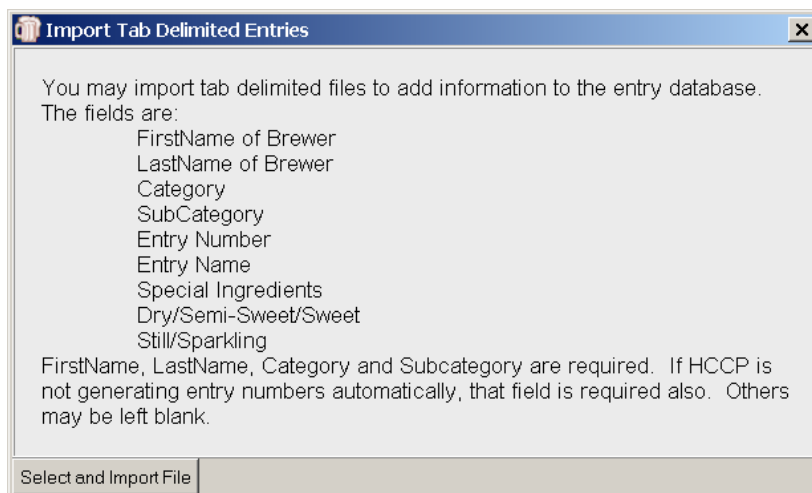 Import Tab Delimited Entries
You may import tab delimited files to add information to the entry database.
The fields are:
FirstName of Brewer
LastName of Brewer
Category
SubCategory
Entry Number
Entry Name
Special Ingredients
Dry/Semi-Sweet/Sweet
Still/Sparkling
FirstName, LastName, Category and Subcategory are required.  If HCCP is
not generating entry numbers automatically, that field is required also.  Others
may be left blank.
Select and Import File